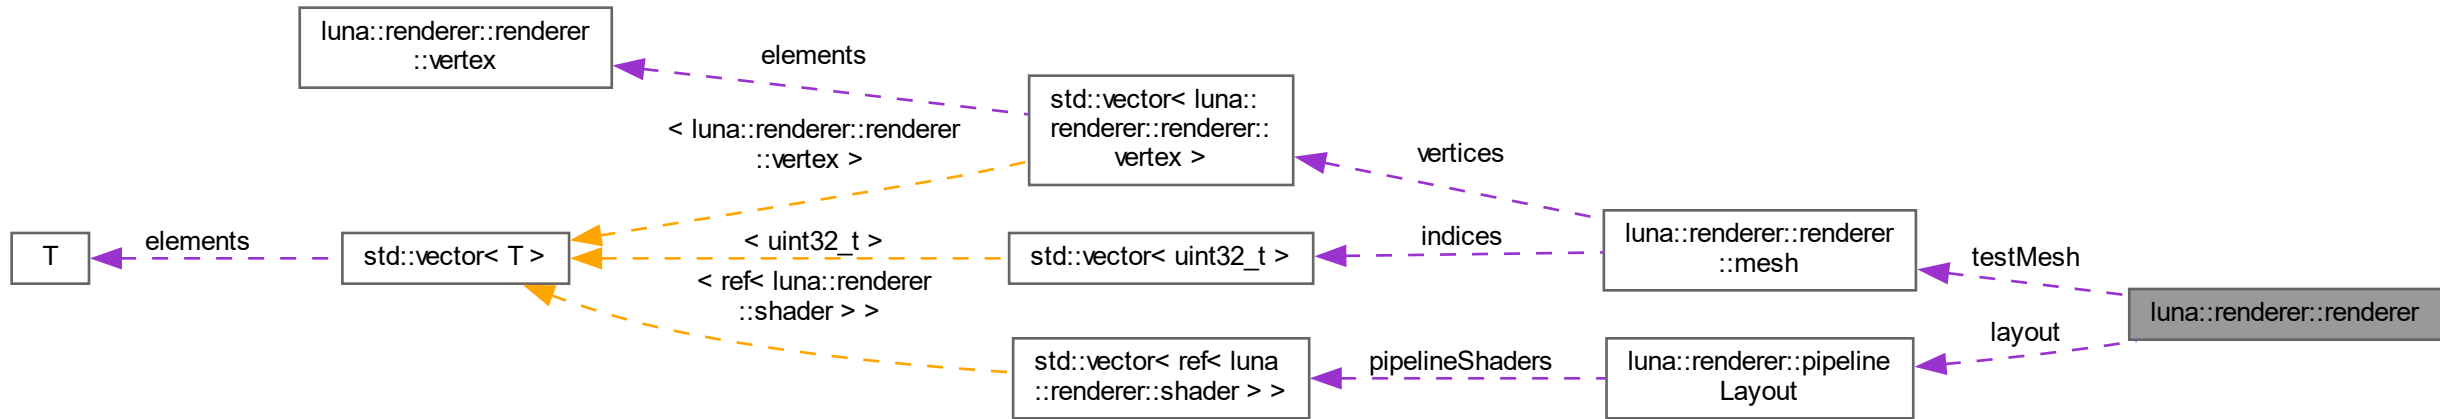 luna::renderer::renderer
::vertex
elements
std::vector< luna::
renderer::renderer::
vertex >
< luna::renderer::renderer
::vertex >
vertices
T
elements
std::vector< T >
< uint32_t >
std::vector< uint32_t >
indices
luna::renderer::renderer
::mesh
testMesh
luna::renderer::renderer
< ref< luna::renderer
::shader > >
std::vector< ref< luna
::renderer::shader > >
pipelineShaders
luna::renderer::pipeline
Layout
layout